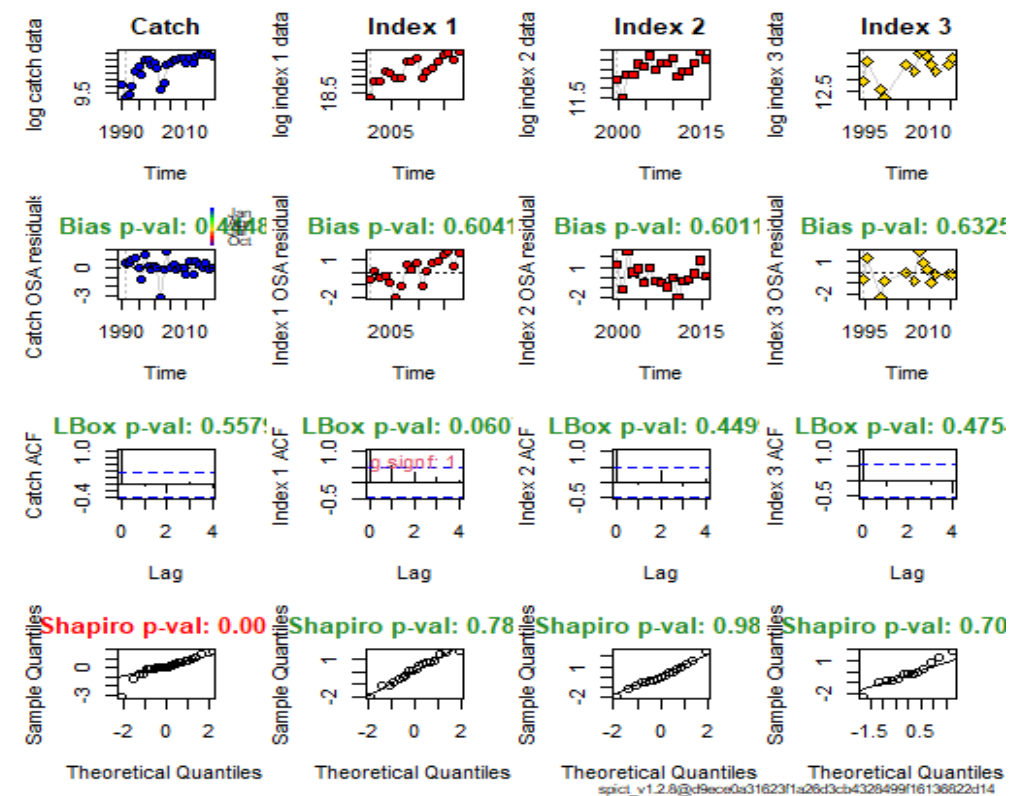 Catch
Index 1
Index 2
Index 3
log catch data
9.5
1990 2010
Time
log index 1 data
18.5
2005
Time
log index 2 data
11.5
2000 2015
Time
log index 3 data
12.5
1995 2010
Time
Bias p-val: 0.4448
Jan
Oct
Bias p-val: 0.6041
Bias p-val: 0.6011
Bias p-val: 0.6325
Catch OSA residuals
-3 0
1990 2010
Time
Index 1 OSA residual
-2 1
2005
Time
Index 2 OSA residual
-2 1
2000 2015
Time
Index 3 OSA residual
-2 1
1995 2010
Time
LBox p-val: 0.557
LBox p-val: 0.060
LBox p-val: 0.449
LBox p-val: 0.475
Catch ACF
-0.4 1.0
0 2 4
Lag
Index 1 ACF
-0.5 1.0
g.signf: 1
0 2 4
Lag
Index 2 ACF
-0.5 1.0
0 2 4
Lag
Index 3 ACF
-0.5 1.0
0 2 4
Lag
Shapiro p-val: 0.00
Shapiro p-val: 0.78
Shapiro p-val: 0.98
Shapiro p-val: 0.70
Sample Quantiles
-3 0
-2 0 2
Theoretical Quantiles
Sample Quantiles
-2 1
-2 0 2
Theoretical Quantiles
Sample Quantiles
-2 1
-2 0 2
Theoretical Quantiles
Sample Quantiles
-2 1
-1.5 0.5
Theoretical Quantiles